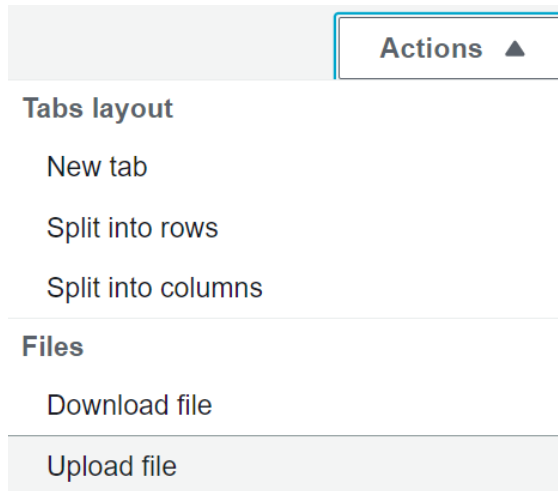 Actions
Tabs layout
New tab
Split into rows
Split into columns
Files
Download file
Upload file